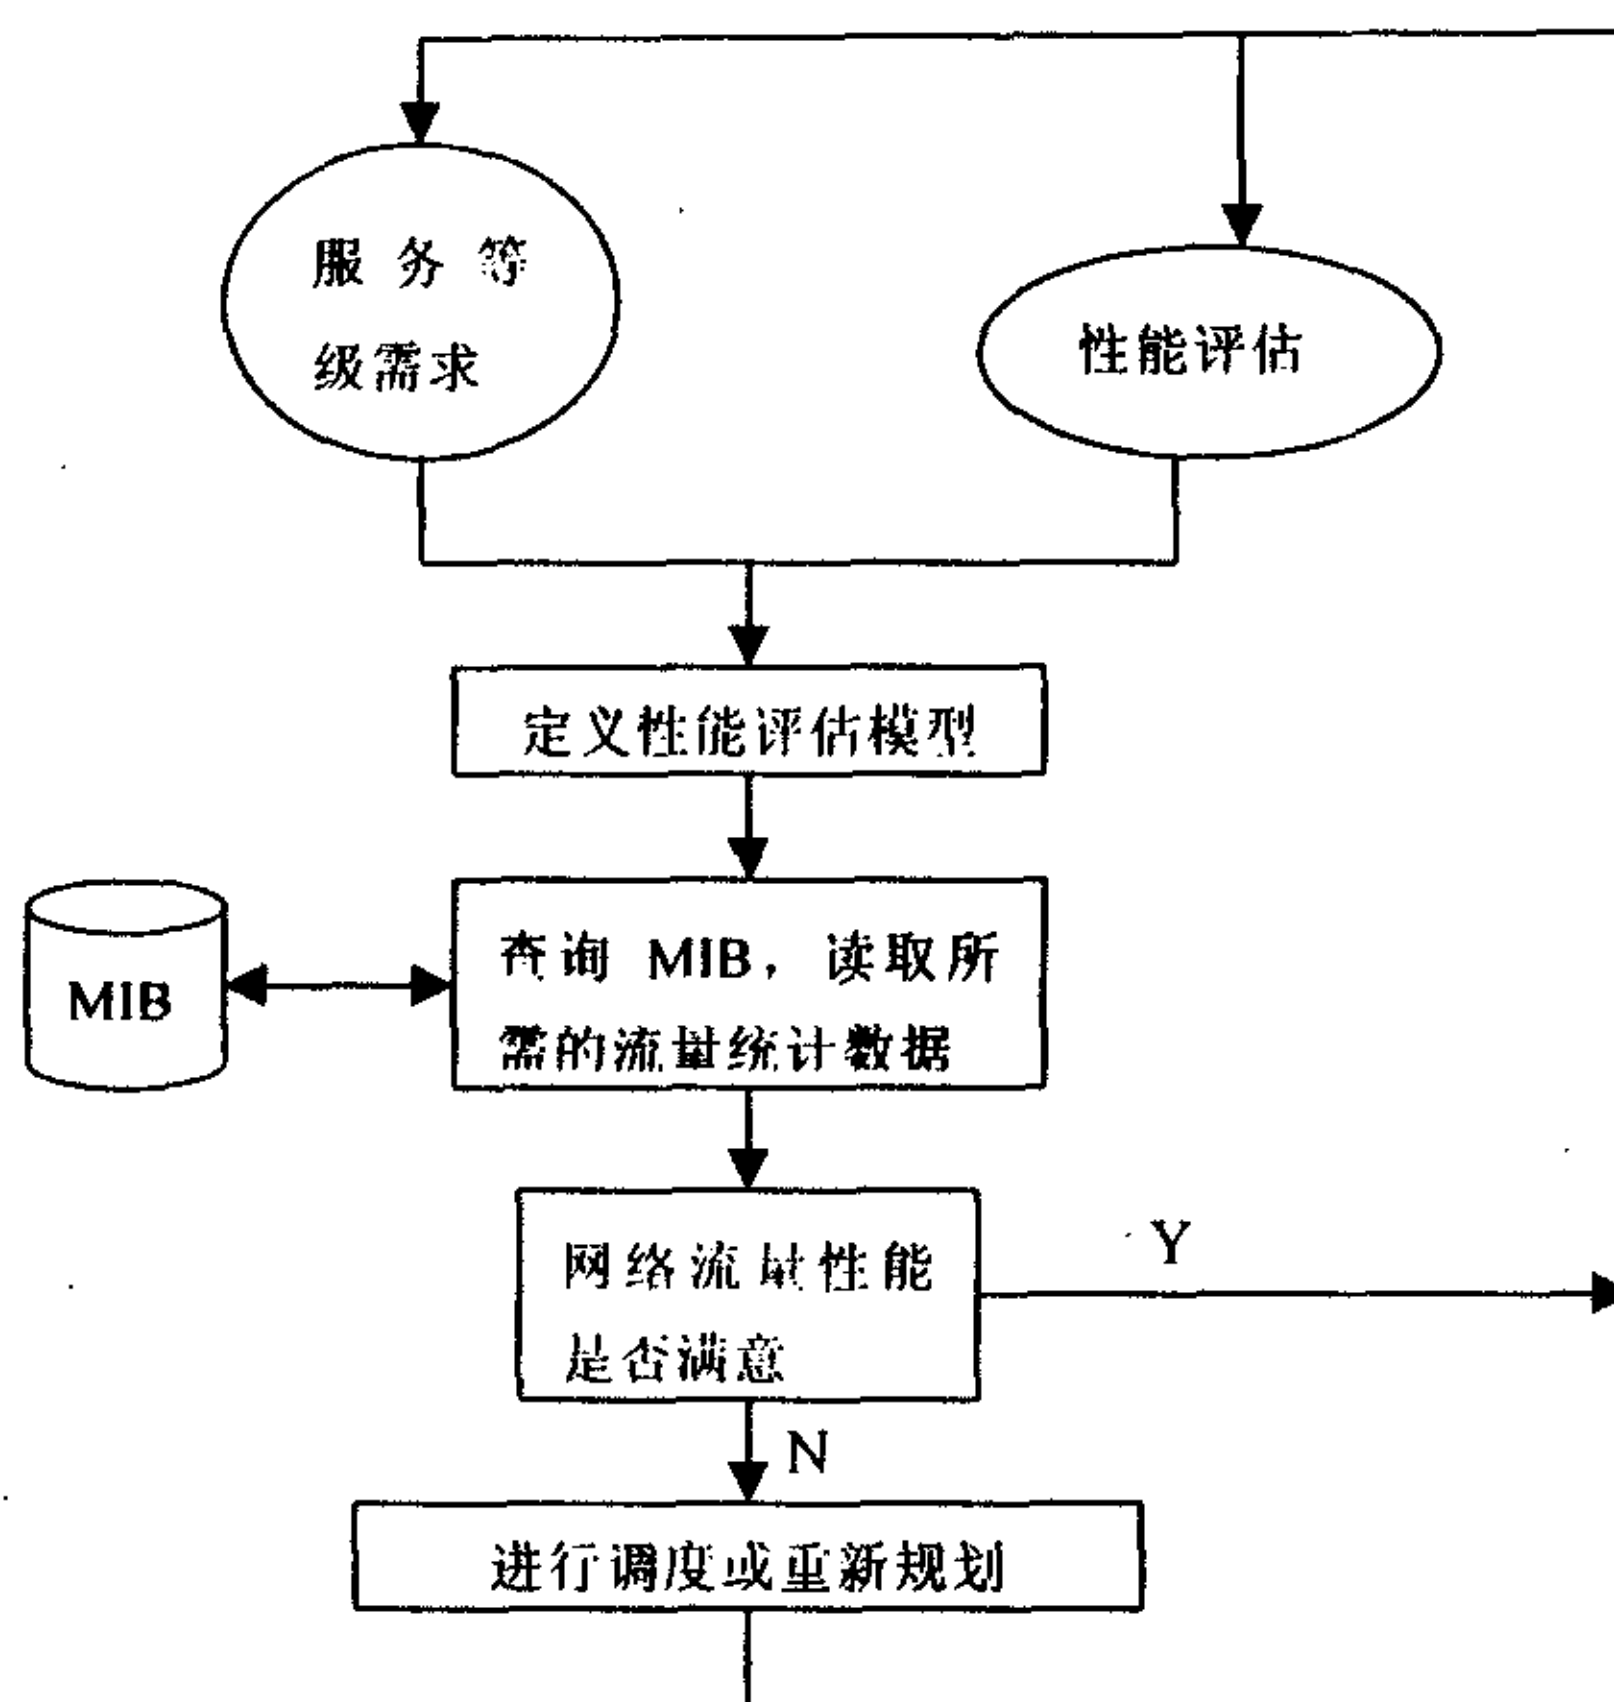 服务等
级需求
性能评估
定义性能评估模型
MIB
查询 MIB，读取所
需的流量统计数据
网络流量性能
是否满意
Y
N
进行调度或重新规划